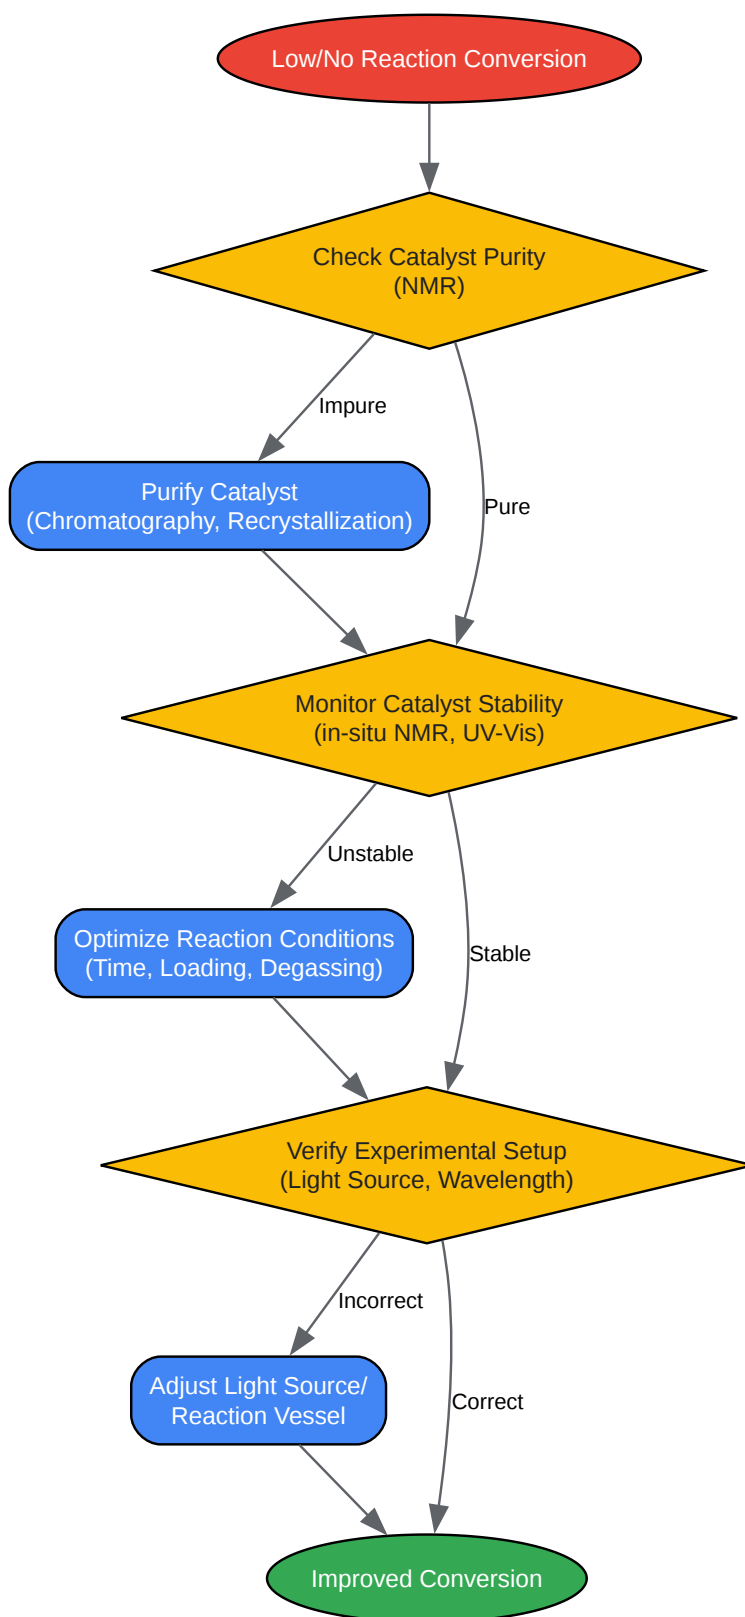 Low/No Reaction Conversion
Check Catalyst Purity
(NMR)
Impure
Purify Catalyst
(Chromatography, Recrystallization)
Pure
Monitor Catalyst Stability
(in-situ NMR, UV-Vis)
Unstable
Optimize Reaction Conditions
(Time, Loading, Degassing)
Stable
Verify Experimental Setup
(Light Source, Wavelength)
Incorrect
Adjust Light Source/
Reaction Vessel
Correct
Improved Conversion